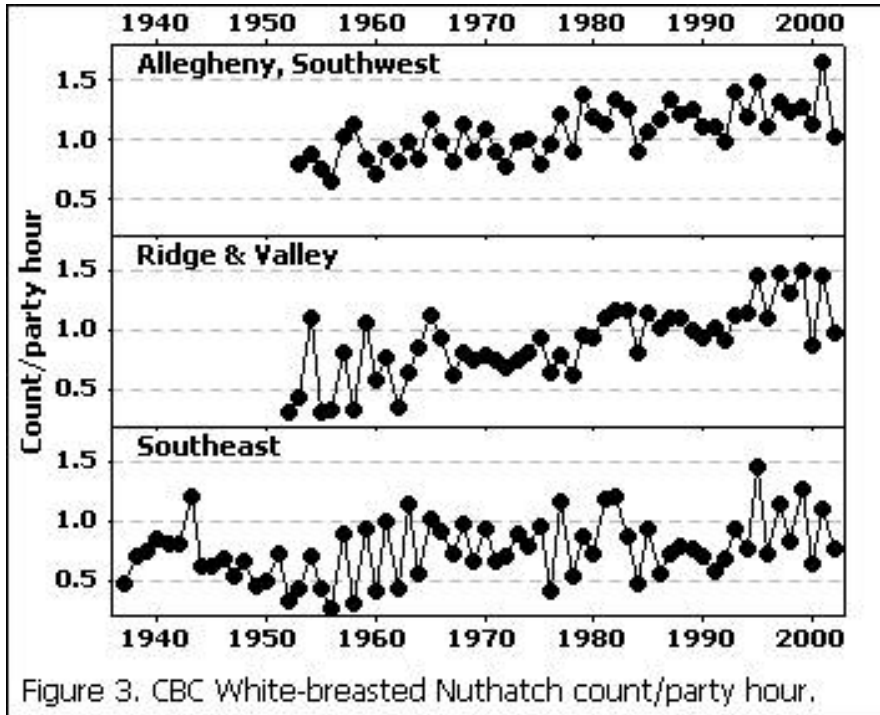 1940 1950 1960 1970 1980 1990 2000
Allegheny, Southwest
1.5
1.0
0.5
Ridge & Valley
1.5
1.0
0.5
Southeast
1.5
1.0
0.5
Count/party hour
1940 1950 1960 1970 1980 1990 2000
Figure 3. CBC White-breasted Nuthatch count/party hour.